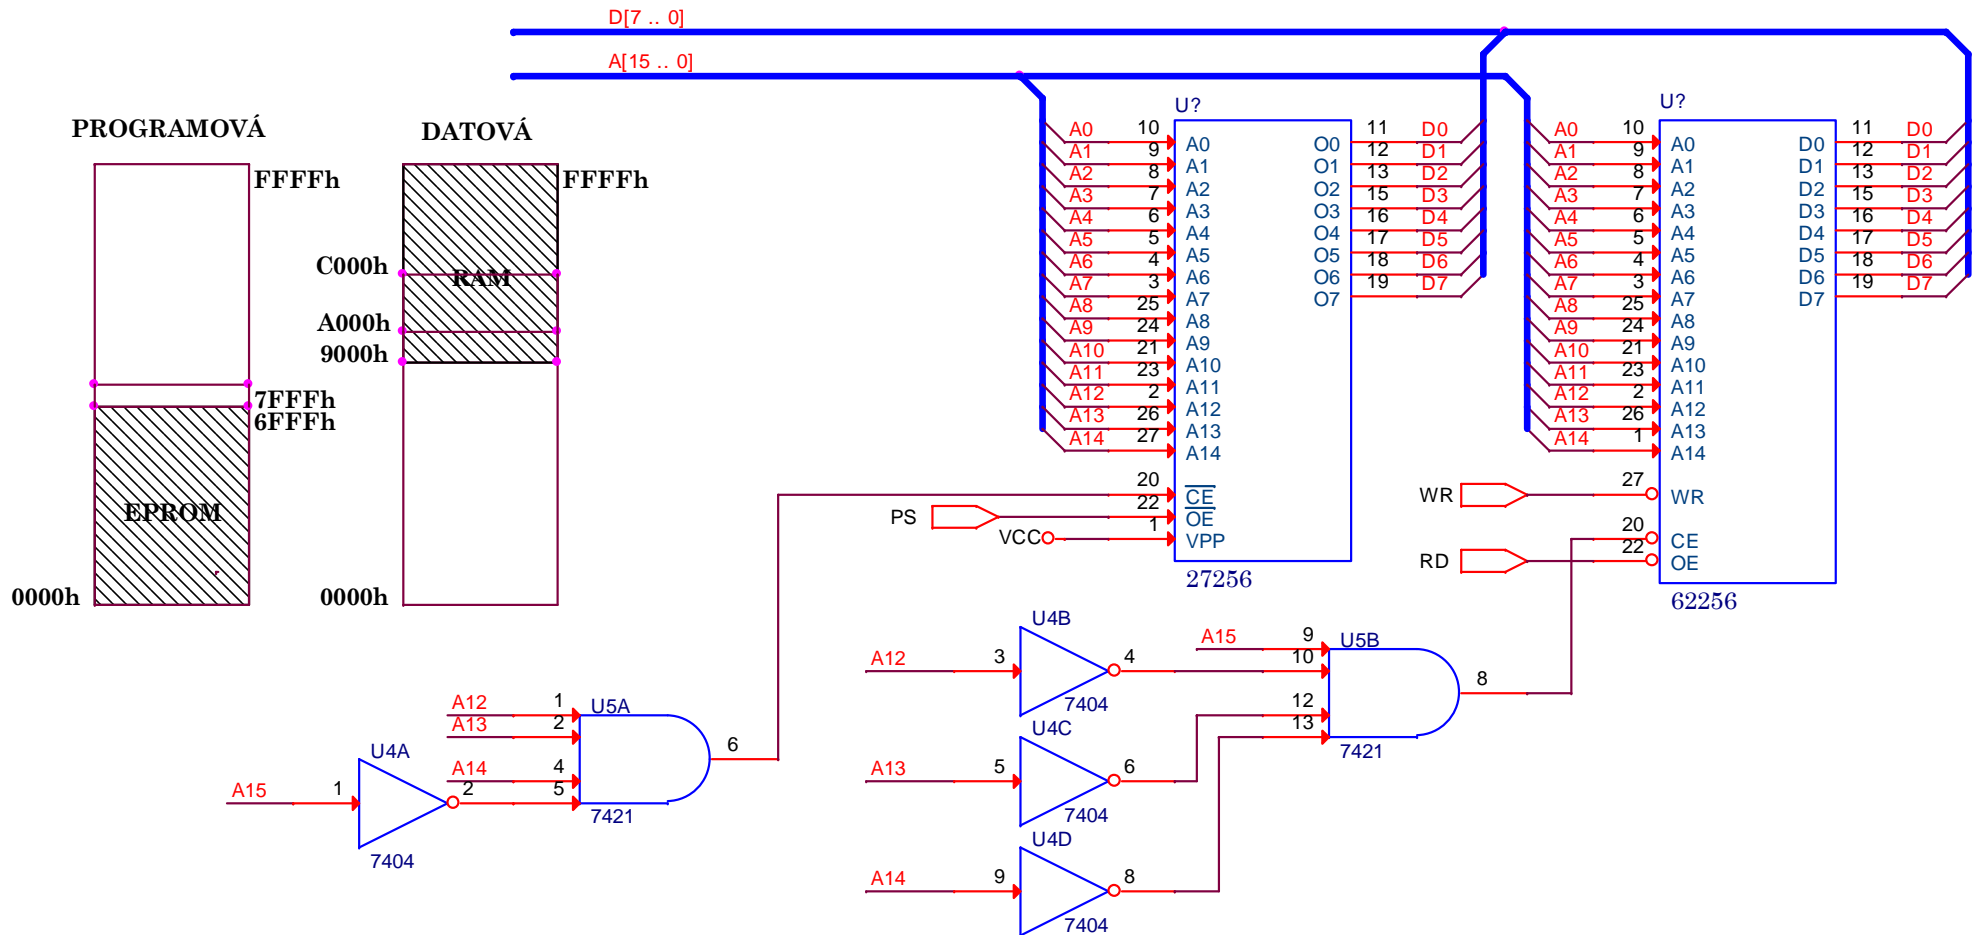 D[7 .. 0]
A[15 .. 0]
PROGRAMOVÁ
DATOVÁ
FFFFh
FFFFh
C000h
RAM
A000h
9000h
7FFFh
6FFFh
EPROM
0000h
0000h
U?
A0 10 A0 O0 11 D0
A1 9 A1 O1 12 D1
A2 8 A2 O2 13 D2
A3 7 A3 O3 15 D3
A4 6 A4 O4 16 D4
A5 5 A5 O5 17 D5
A6 4 A6 O6 18 D6
A7 3 A7 O7 19 D7
A8 25 A8
A9 24 A9
A10 21 A10
A11 23 A11
A12 2 A12
A13 26 A13
A14 27 A14
20 CE
PS 22 OE
VCC 1 VPP
27256
U?
A0 10 A0 D0 11 D0
A1 9 A1 D1 12 D1
A2 8 A2 D2 13 D2
A3 7 A3 D3 15 D3
A4 6 A4 D4 16 D4
A5 5 A5 D5 17 D5
A6 4 A6 D6 18 D6
A7 3 A7 D7 19 D7
A8 25 A8
A9 24 A9
A10 21 A10
A11 23 A11
A12 2 A12
A13 26 A13
A14 1 A14
WR 27 WR
20 CE
RD 22 OE
62256
A12 1 U5A
A13 2
A14 4 6
5
7421
U4A
A15 1 2
7404
U4B
A12 3 4
7404
U4C
A13 5 6
7404
U4D
A14 9 8
7404
A15 9 U5B
10
12 8
13
7421